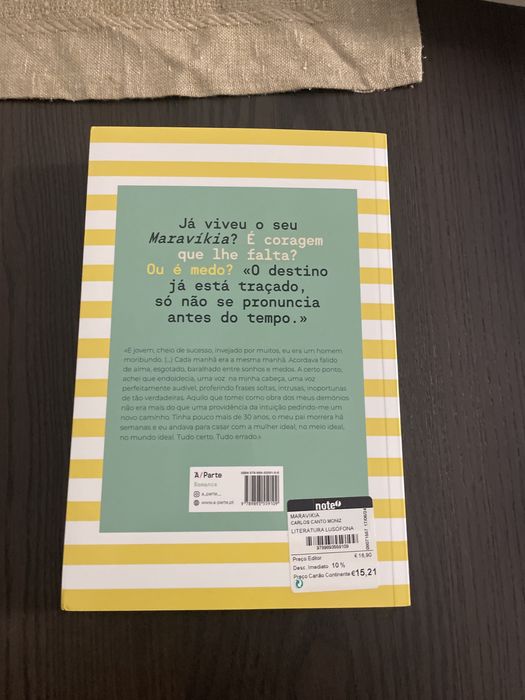 Já viveu o seu
Maravíkia? É coragem
que lhe falta?
Ou é medo? «O destino
já está traçado,
só não se pronuncia
antes do tempo.»
«E jovem, cheio de sucesso, invejado por muitos, eu era um homem
moribundo. (...) Cada manhã era a mesma manhã. Acordava falido
de alma, esgotado, baralhado entre sonhos e medos. A certo ponto,
achei que endoidecia, uma voz na minha cabeça, uma voz
perfeitamente audível, proferindo frases soltas, intrusas, inoportunas
de tão verdadeiras. Aquilo que tomei como obra dos meus demónios
não era mais do que uma providência da intuição pedindo-me um
novo caminho. Tinha pouco mais de 30 anos, o meu pai morrera há
semanas e eu andava para casar com a mulher ideal, no meio ideal,
no mundo ideal. Tudo certo. Tudo errado.»
A/Parte
Romance
a.parte_
www.a-parte.pt
9 789893 559109
note!
MARAVIKIA
CARLOS CANTO MONIZ
LITERATURA LUSÓFONA
9789893559109
Preço Editor € 16,90
Desc. Imediato 10 %
Preço Cartão Continente €15,21